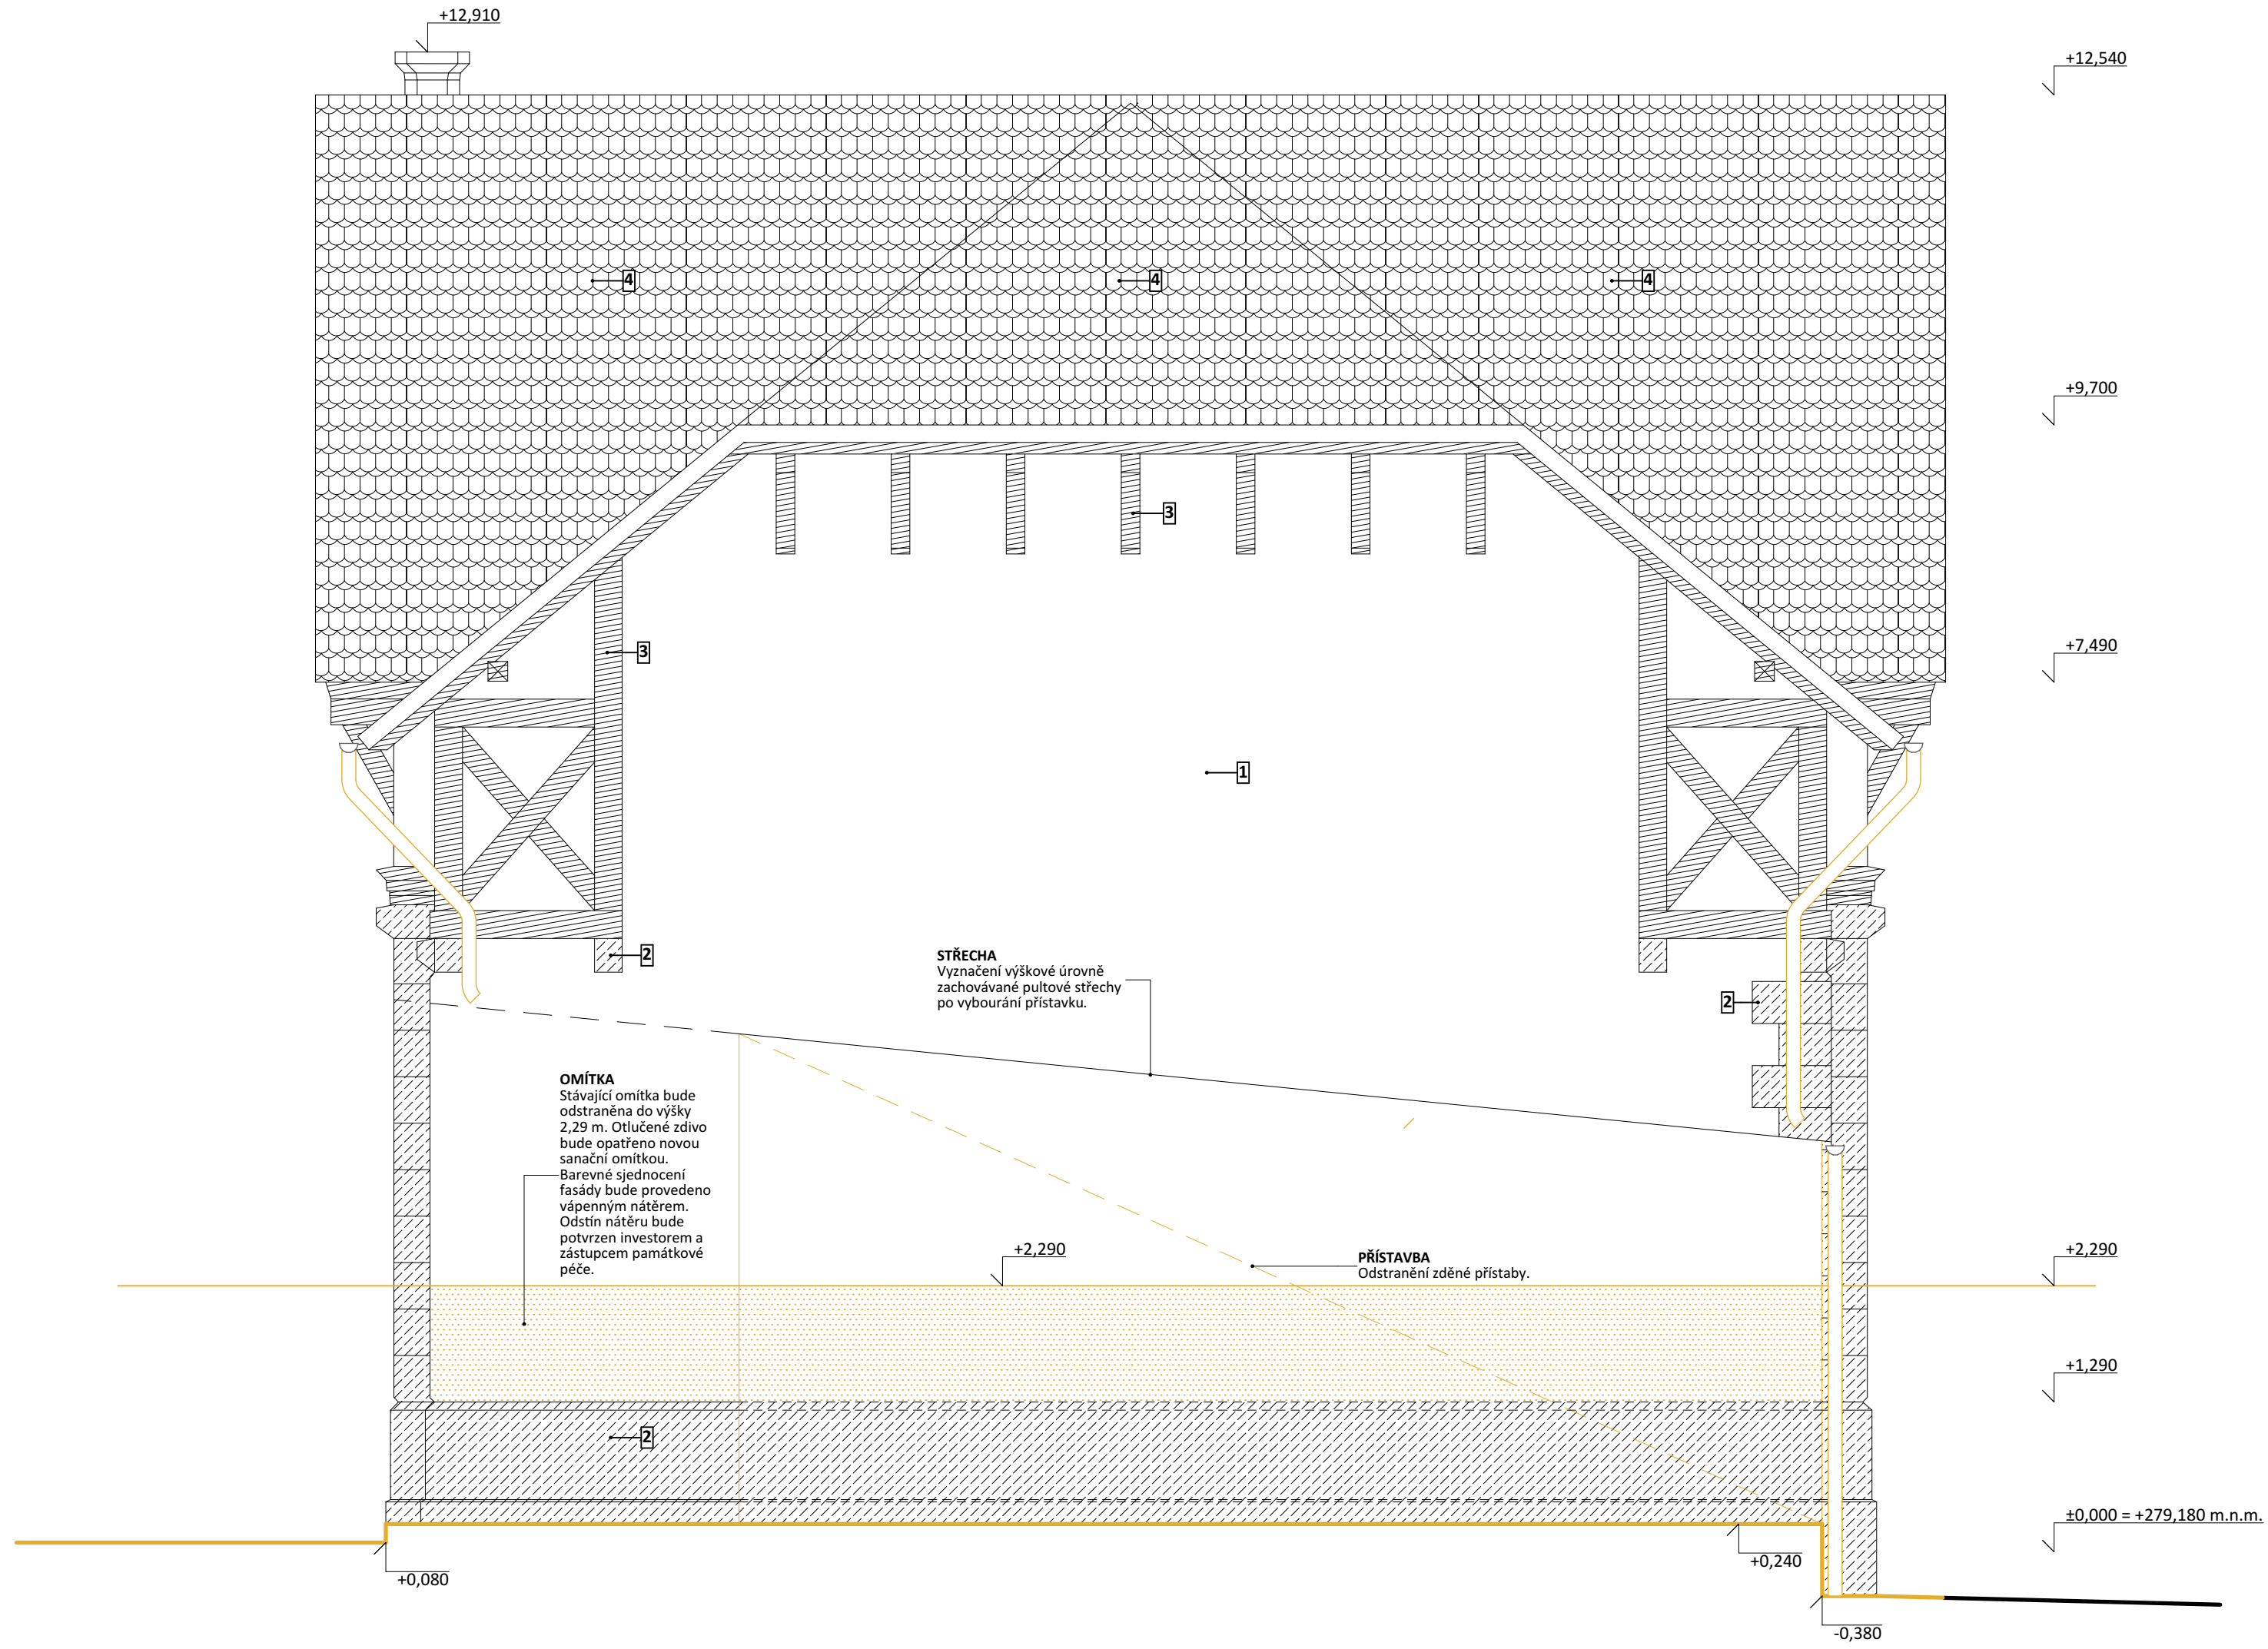 +12,910
+12,540
4
4
4
+9,700
3
+7,490
3
1
2
STŘECHA
Vyznačení výškové úrovně
zachovávané pultové střechy
po vybourání přístavku.
2
OMÍTKA
Stávající omítka bude
odstraněna do výšky
2,29 m. Otlučené zdivo
bude opatřeno novou
sanační omítkou.
Barevné sjednocení
fasády bude provedeno
vápenným nátěrem.
Odstín nátěru bude
potvrzen investorem a
zástupcem památkové
péče.
+2,290
PŘÍSTAVBA
Odstranění zděné přístaby.
+2,290
+1,290
2
±0,000 = +279,180 m.n.m.
+0,240
+0,080
-0,380